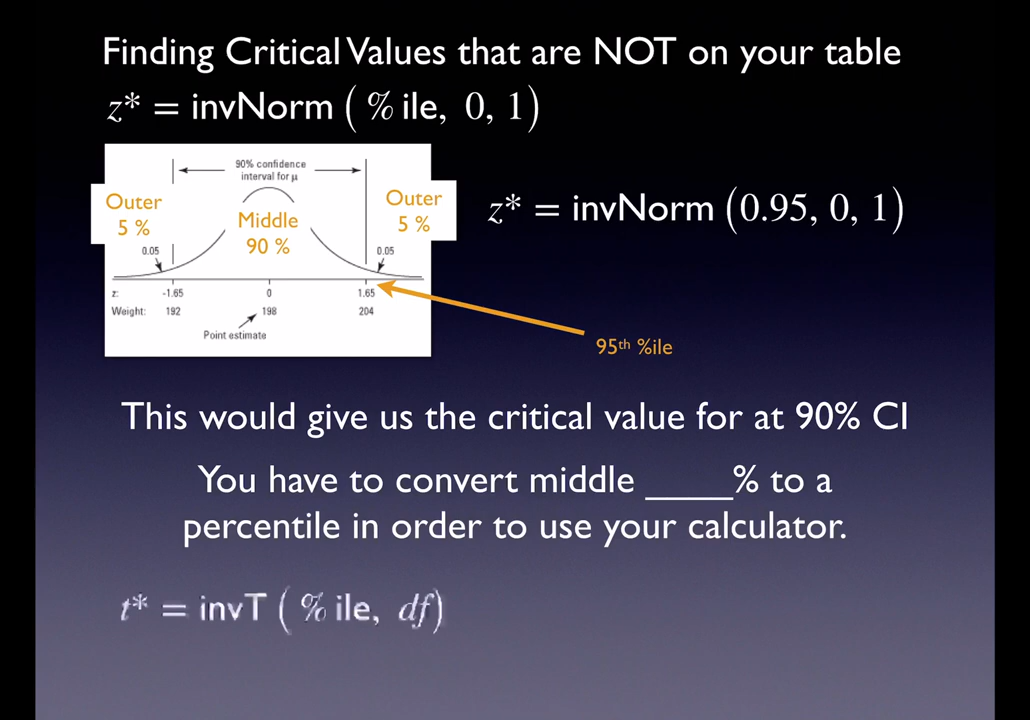 Finding Critical Values that are NOT on your table
z* = invNorm ( % ile, 0, 1 )
90% confidence
interval for μ
Outer
5 %
Middle
90 %
Outer
5 %
z* = invNorm (0.95, 0, 1)
0.05
0.05
z: -1.65 0 1.65
Weight: 192 198 204
Point estimate
95th %ile
This would give us the critical value for at 90% CI
You have to convert middle _____% to a
percentile in order to use your calculator.
t* = invT ( % ile, df )